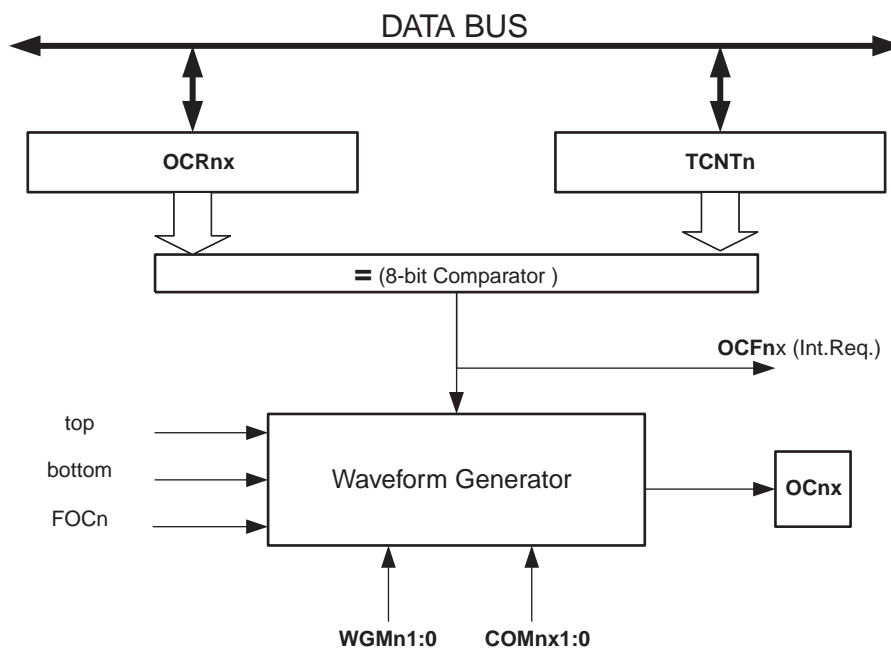 DATA BUS
OCRnx
TCNTn
= (8-bit Comparator )
OCFnx (Int.Req.)
top
bottom
FOCn
Waveform Generator
OCnx
WGMn1:0
COMnx1:0